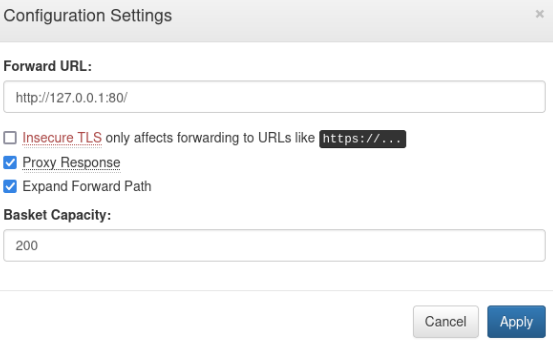 Configuration Settings ×
Forward URL:
http://127.0.0.1:80/
Insecure TLS only affects forwarding to URLs like https://...
Proxy Response
Expand Forward Path
Basket Capacity:
200
Cancel Apply